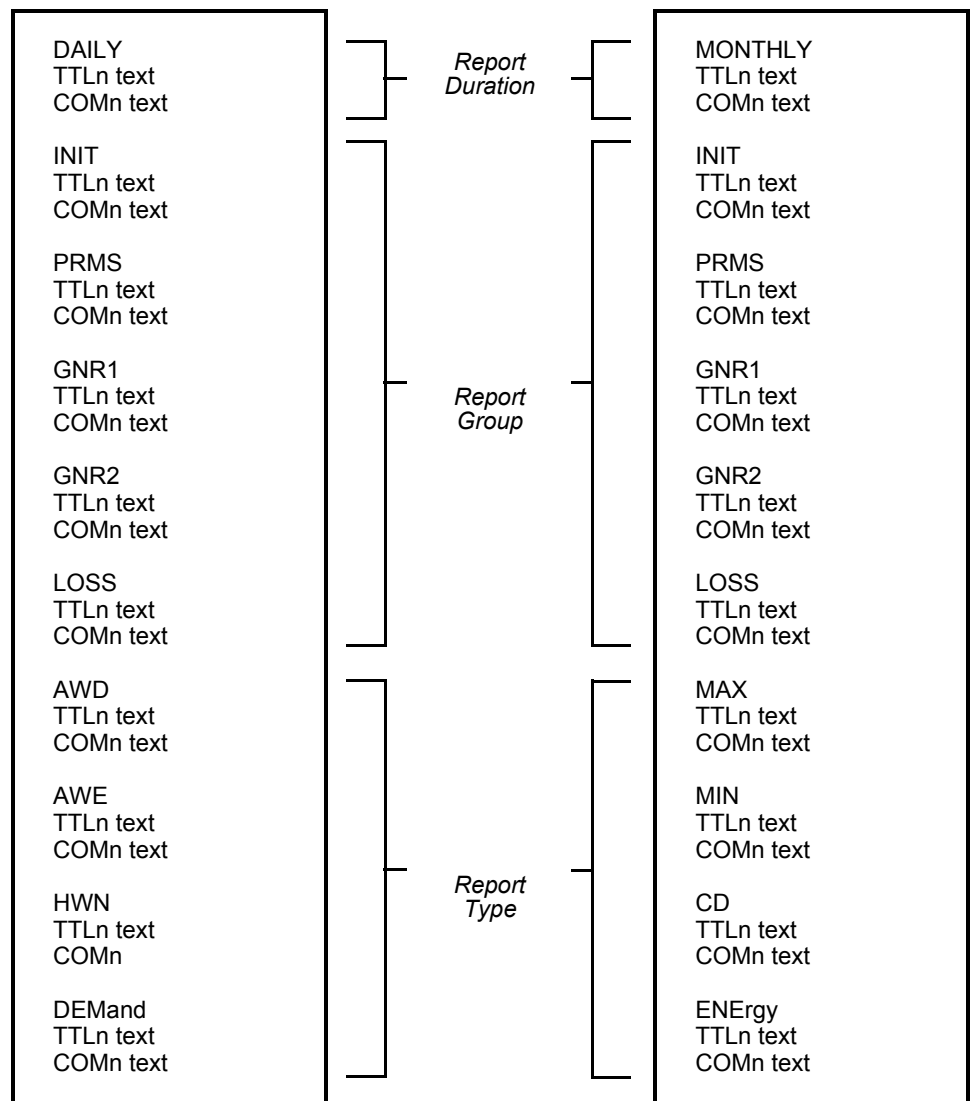 DAILY
TTLn text
COMn text
INIT
TTLn text
COMn text
PRMS
TTLn text
COMn text
GNR1
TTLn text
COMn text
GNR2
TTLn text
COMn text
LOSS
TTLn text
COMn text
AWD
TTLn text
COMn text
AWE
TTLn text
COMn text
HWN
TTLn text
COMn
DEMand
TTLn text
COMn text
Report
Duration
Report
Group
Report
Type
MONTHLY
TTLn text
COMn text
INIT
TTLn text
COMn text
PRMS
TTLn text
COMn text
GNR1
TTLn text
COMn text
GNR2
TTLn text
COMn text
LOSS
TTLn text
COMn text
MAX
TTLn text
COMn text
MIN
TTLn text
COMn text
CD
TTLn text
COMn text
ENErgy
TTLn text
COMn text